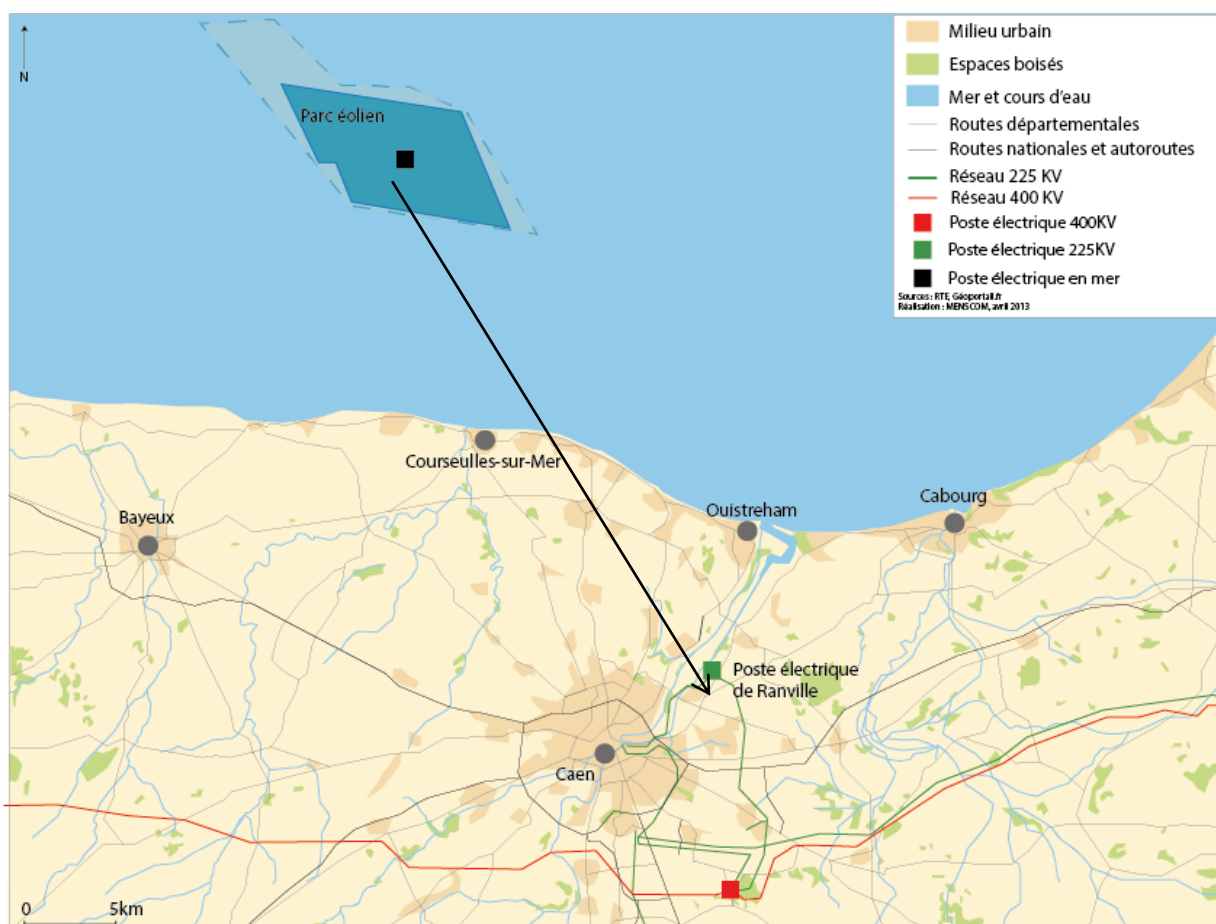 N
Parc éolien
Milieu urbain
Espaces boisés
Mer et cours d'eau
Routes départementales
Routes nationales et autoroutes
Réseau 225 KV
Réseau 400 KV
Poste électrique 400KV
Poste électrique 225KV
Poste électrique en mer
Sources : RTE, Géoportail.fr
Réalisation : MENSCOM, avril 2013
Courseulles-sur-Mer
Bayeux
Ouistreham
Cabourg
Poste électrique
de Ranville
Caen
0 5km